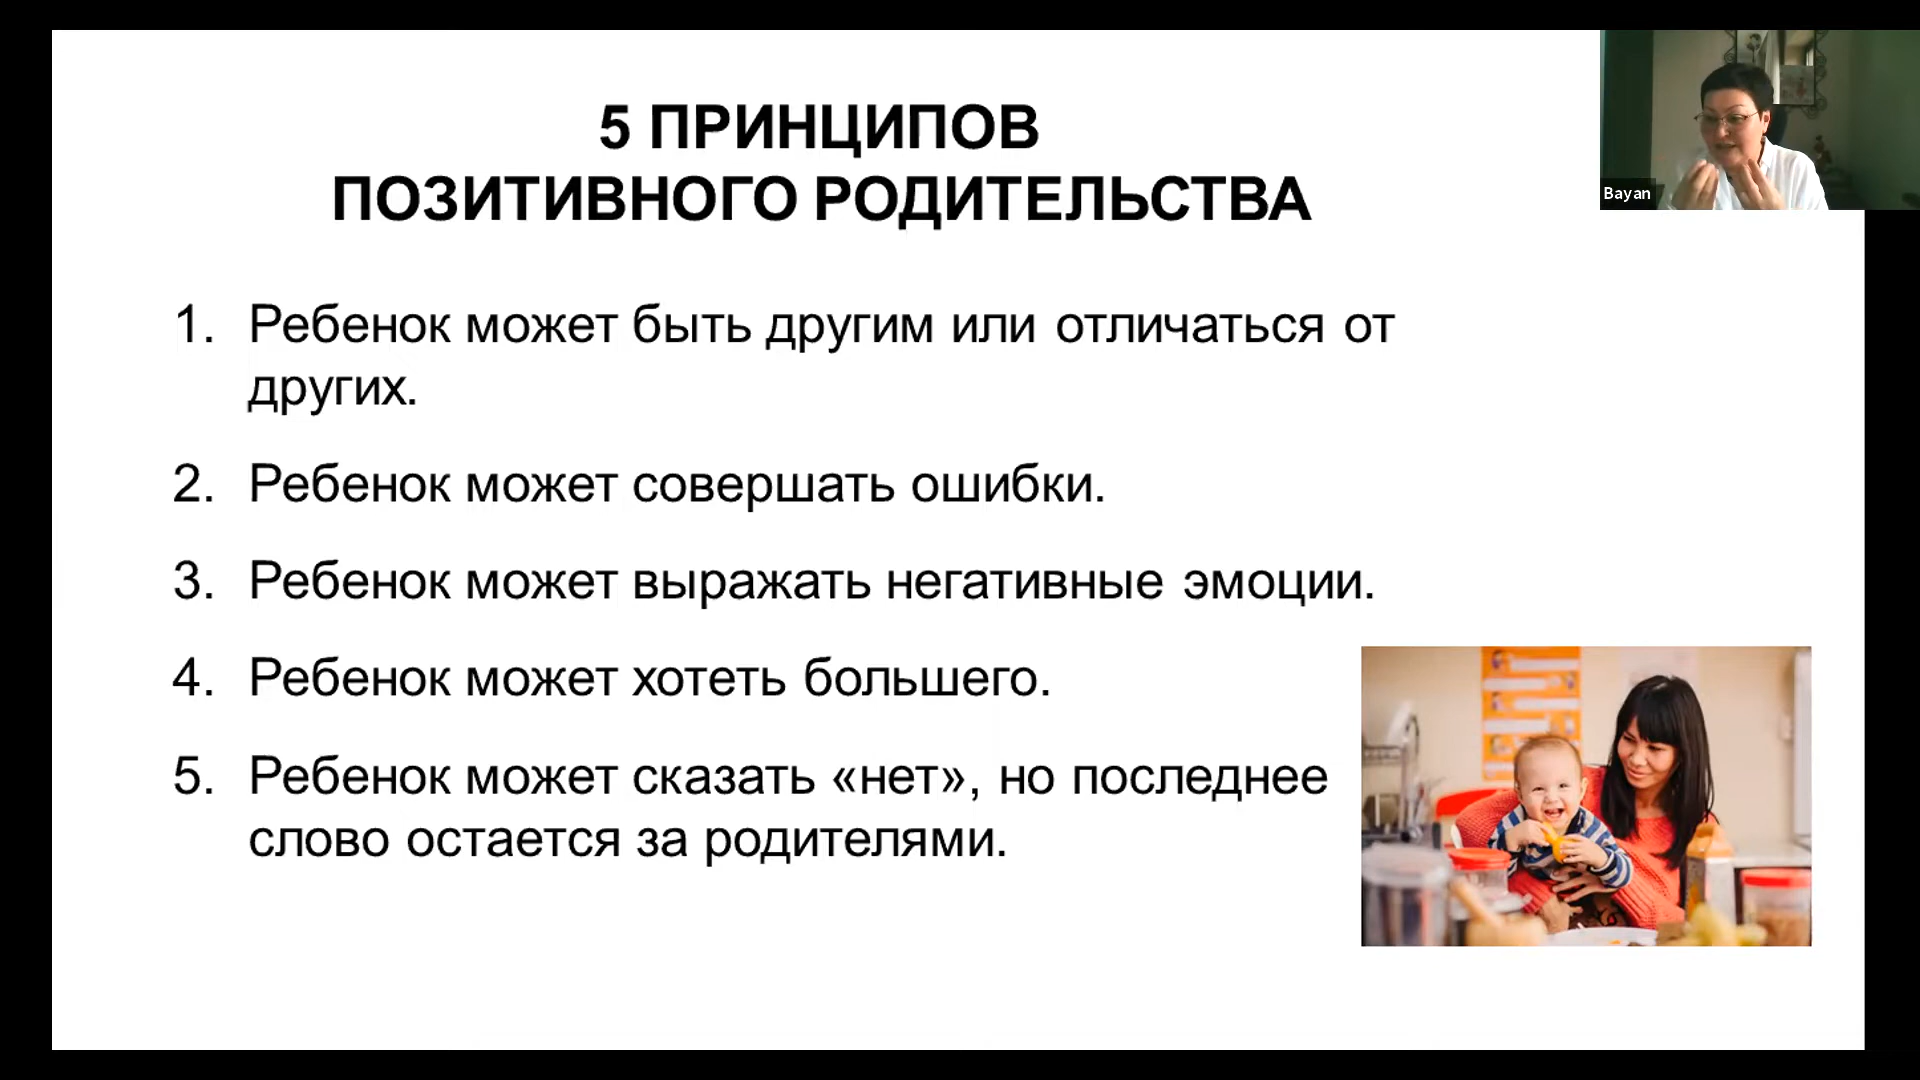 5 ПРИНЦИПОВ
ПОЗИТИВНОГО РОДИТЕЛЬСТВА
Bayan
1. Ребенок может быть другим или отличаться от
других.
2. Ребенок может совершать ошибки.
3. Ребенок может выражать негативные эмоции.
4. Ребенок может хотеть большего.
5. Ребенок может сказать «нет», но последнее
слово остается за родителями.